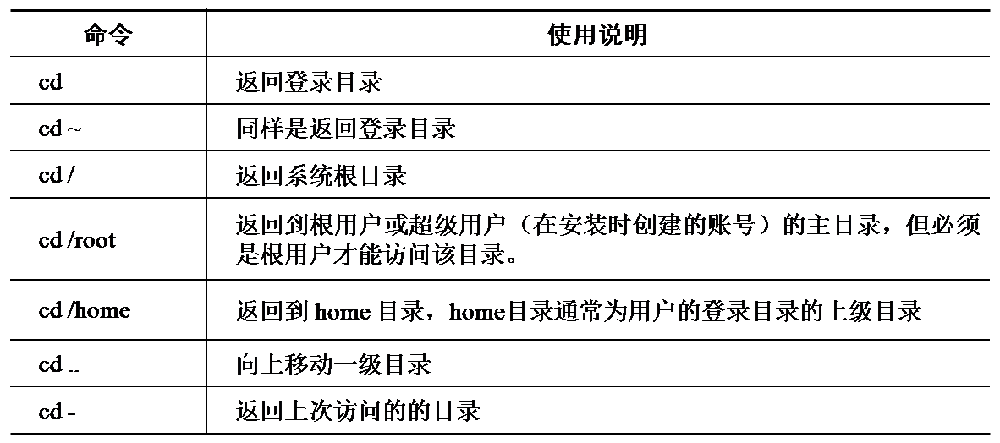 命令 使用说明
cd 返回登录目录
cd ~ 同样是返回登录目录
cd / 返回系统根目录
cd /root 返回到根用户或超级用户（在安装时创建的账号）的主目录，但必须
是根用户才能访问该目录。
cd /home 返回到 home 目录，home目录通常为用户的登录目录的上级目录
cd .. 向上移动一级目录
cd - 返回上次访问的的目录